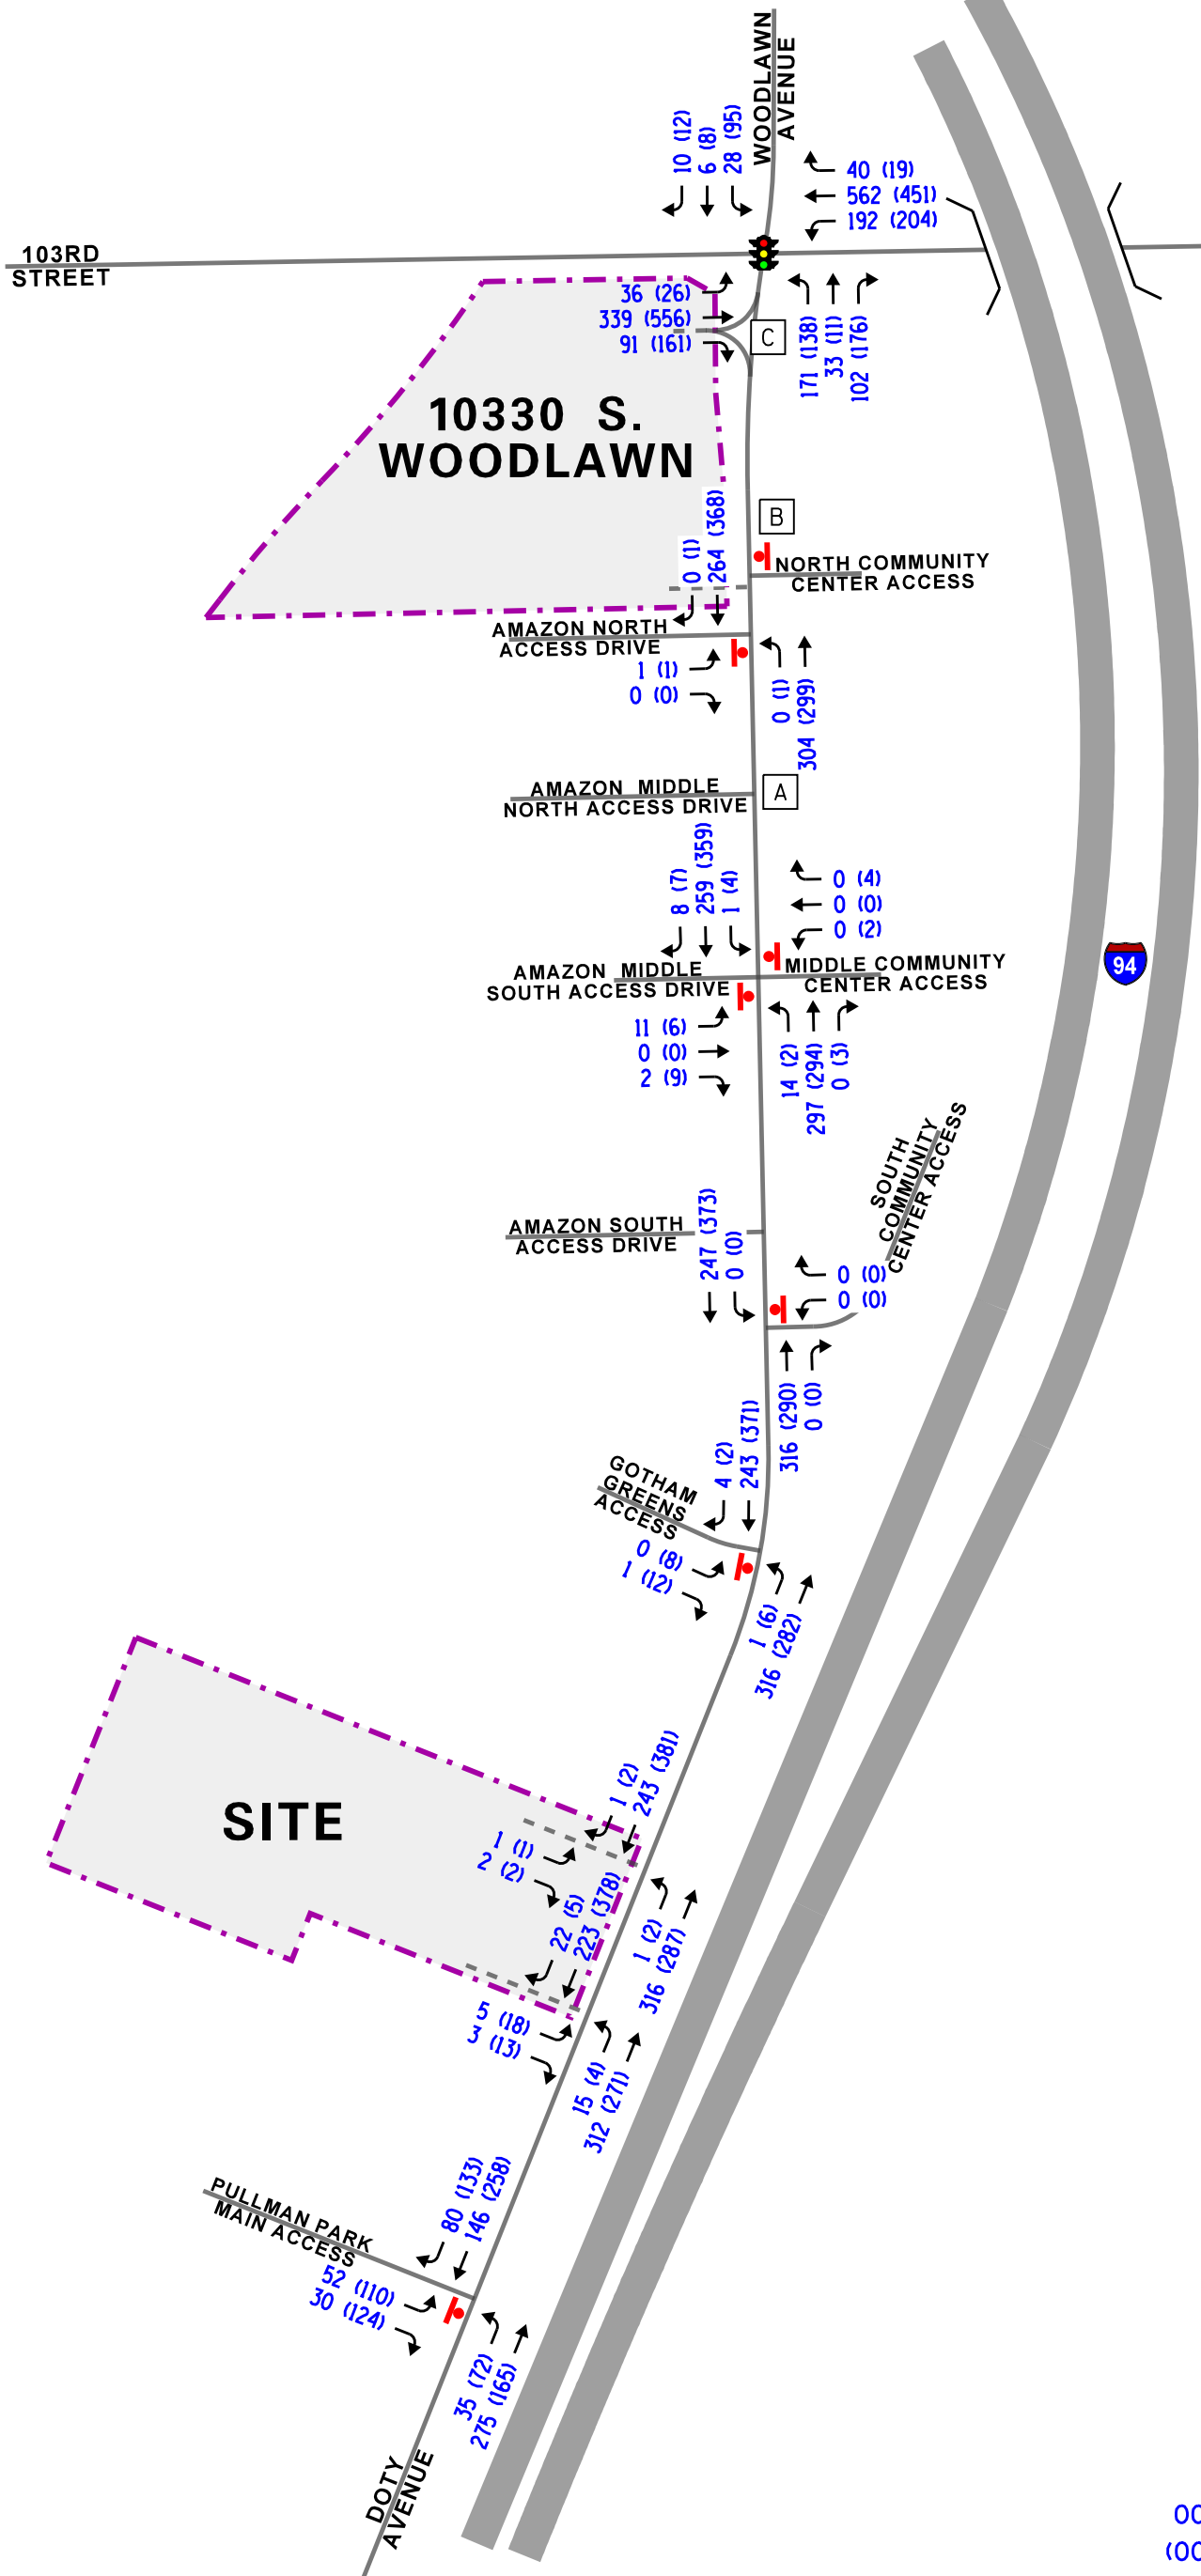 WOODLAWN
AVENUE
10 (12)
6 (8)
28 (95)
40 (19)
562 (451)
192 (204)
103RD
STREET
36 (26)
339 (556)
91 (161)
C
171 (138)
33 (11)
102 (176)
10330 S.
WOODLAWN
B
0 (1)
264 (368)
NORTH COMMUNITY
CENTER ACCESS
AMAZON NORTH
ACCESS DRIVE
1 (1)
0 (0)
0 (1)
304 (299)
AMAZON MIDDLE
NORTH ACCESS DRIVE
A
8 (7)
259 (359)
1 (4)
0 (4)
0 (0)
0 (2)
94
AMAZON MIDDLE
SOUTH ACCESS DRIVE
MIDDLE COMMUNITY
CENTER ACCESS
11 (6)
0 (0)
2 (9)
14 (2)
297 (294)
0 (3)
SOUTH
COMMUNITY
CENTER ACCESS
AMAZON SOUTH
ACCESS DRIVE
247 (373)
0 (0)
0 (0)
0 (0)
316 (290)
0 (0)
4 (2)
243 (371)
GOTHAM
GREENS
ACCESS
0 (8)
1 (12)
1 (6)
316 (282)
SITE
1 (2)
243 (381)
1 (1)
2 (2)
1 (2)
316 (287)
22 (5)
223 (378)
5 (18)
3 (13)
15 (4)
312 (271)
80 (133)
146 (258)
PULLMAN PARK
MAIN ACCESS
52 (110)
30 (124)
35 (72)
275 (165)
DOTY
AVENUE
00
(00